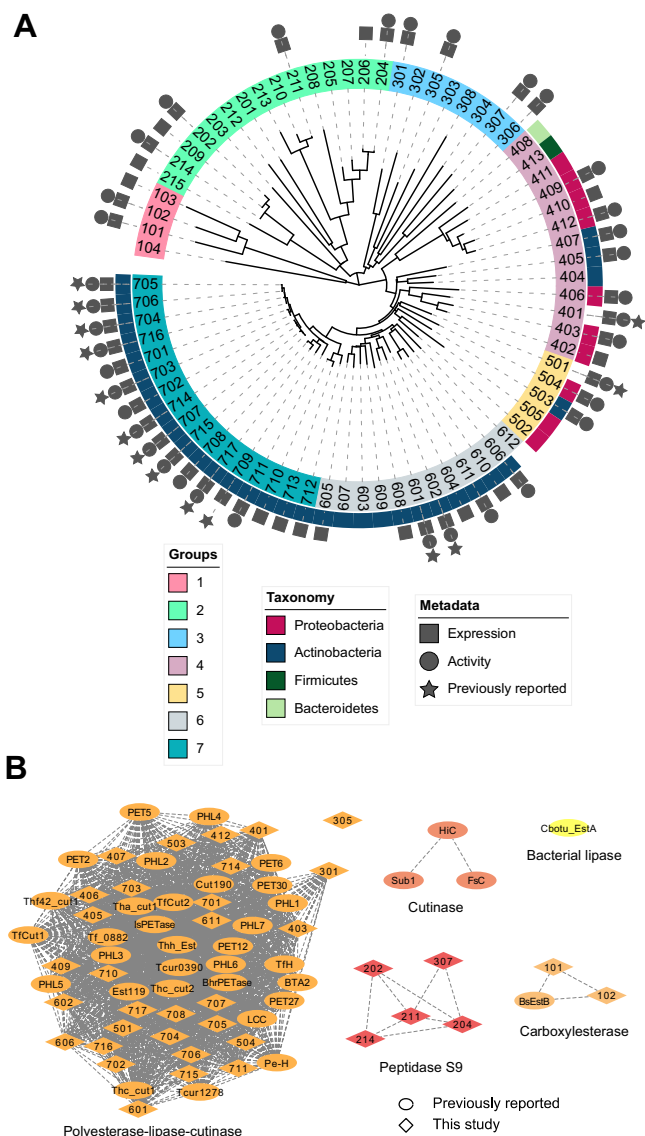 A
103
102
101
104
215
214
209
202
203
201
212
213
210
211
208
205
207
206
204
301
302
305
303
308
304
307
306
408
413
411
409
410
412
407
405
404
406
401
403
402
501
504
503
505
502
612
606
610
611
604
602
601
608
609
603
607
605
712
713
710
711
709
717
708
715
707
714
702
703
701
716
704
706
705
Groups
1
2
3
4
5
6
7
Taxonomy
Proteobacteria
Actinobacteria
Firmicutes
Bacteroidetes
Metadata
Expression
Activity
Previously reported
B
PET5
PHL4
412
401
503
PET2
407
PHL2
714
PET6
703
Cut190
PET30
301
305
Thf42_cut1
406
Tha_cut1
TfCut2
701
PHL1
405
611
IsPETase
PHL7
403
TfCut1
Tf_0882
Thh_Est
PET12
PHL3
TfH
409
710
Tcur0390
PHL6
BhrPETase
BTA2
PHL5
Est119
Thc_cut2
PET27
602
717
708
707
LCC
501
705
606
716
704
504
706
702
715
711
Pe-H
Thc_cut1
Tcur1278
601
Polyesterase-lipase-cutinase
HiC
Sub1
FsC
Cutinase
Cbotu_EstA
Bacterial lipase
202
307
211
214
204
Peptidase S9
101
BsEstB
102
Carboxylesterase
Previously reported
This study